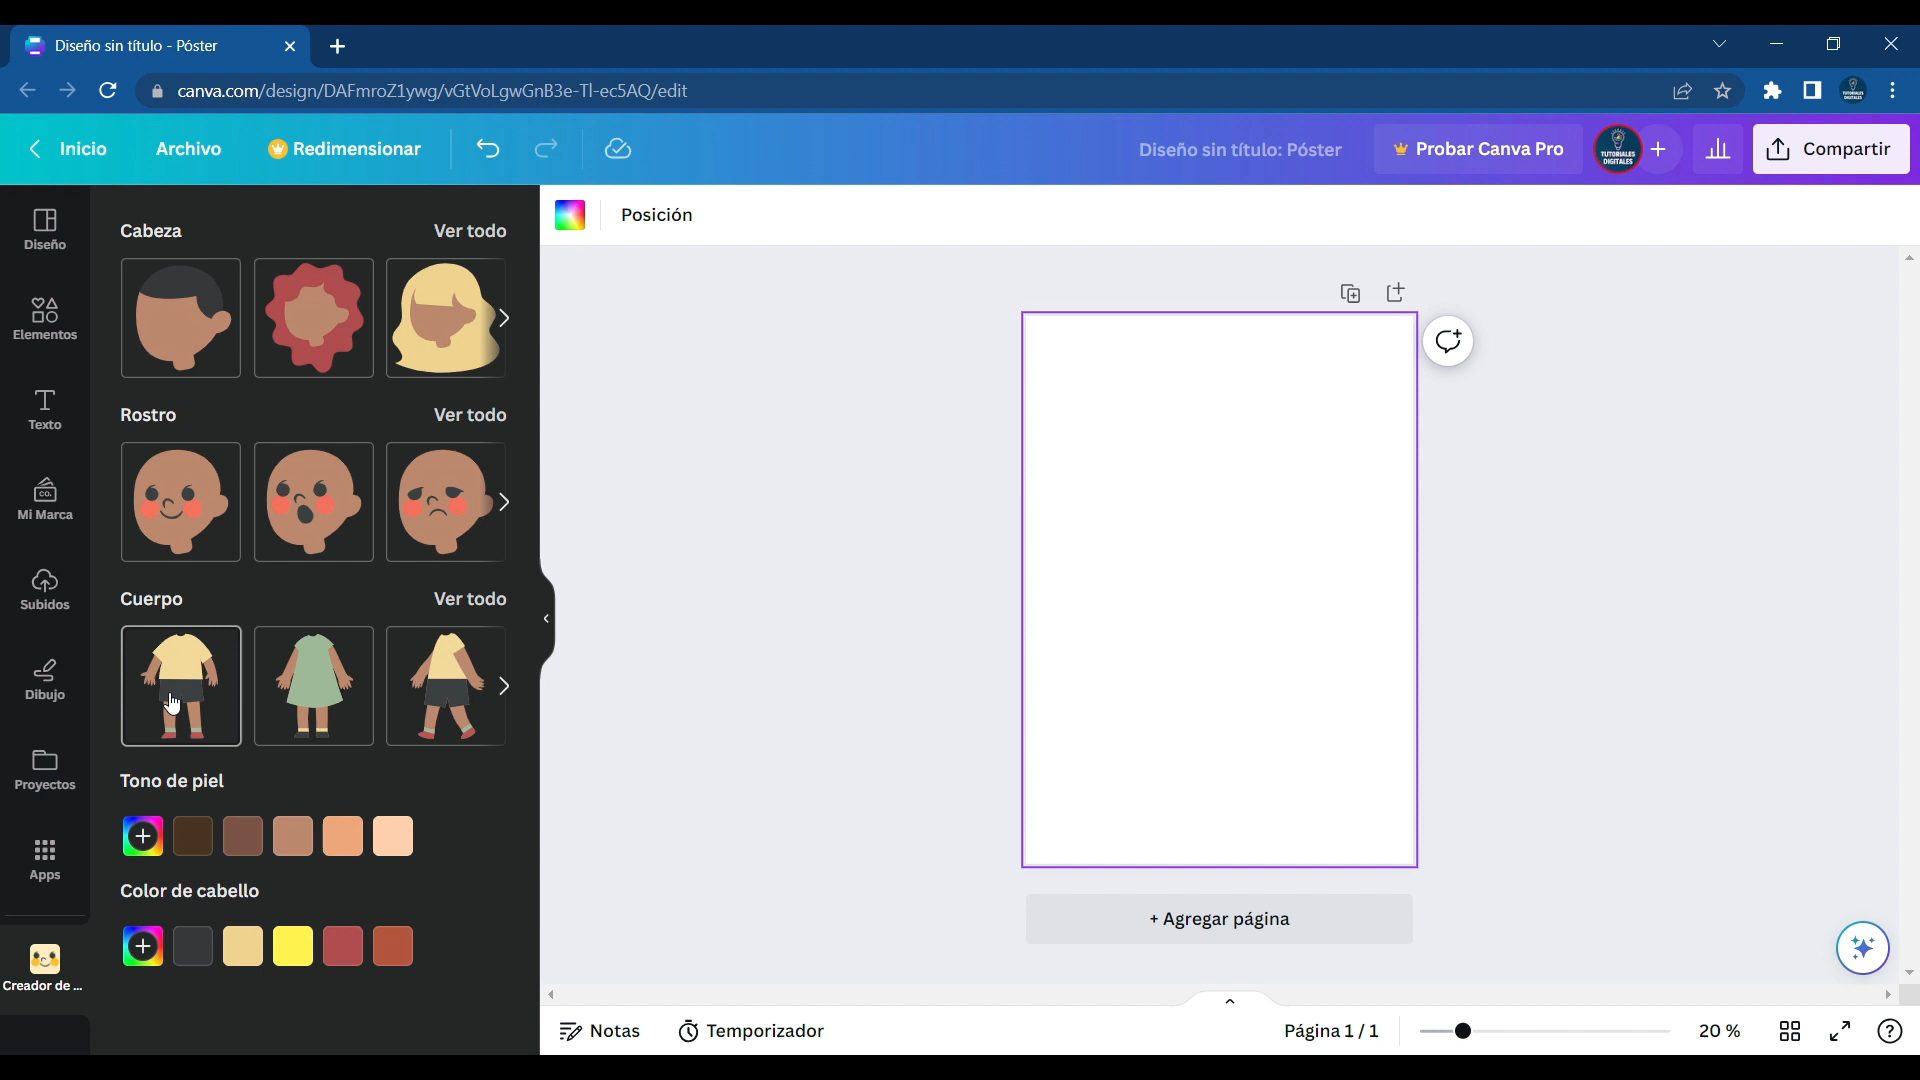 Diseño sin título - Póster
canva.com/design/DAFmroZ1ywg/vGtVoLgwGnB3e-Tl-ec5AQ/edit
Inicio
Archivo
Redimensionar
Diseño sin título: Póster
Probar Canva Pro
TUTORIALES
DIGITALES
Compartir
Diseño
Elementos
Texto
CO.
Mi Marca
Subidos
Dibujo
Proyectos
Apps
Creador de ...
Cabeza
Ver todo
Rostro
Ver todo
Cuerpo
Ver todo
Tono de piel
Color de cabello
Posición
+ Agregar página
Notas
Temporizador
Página 1 / 1
20 %